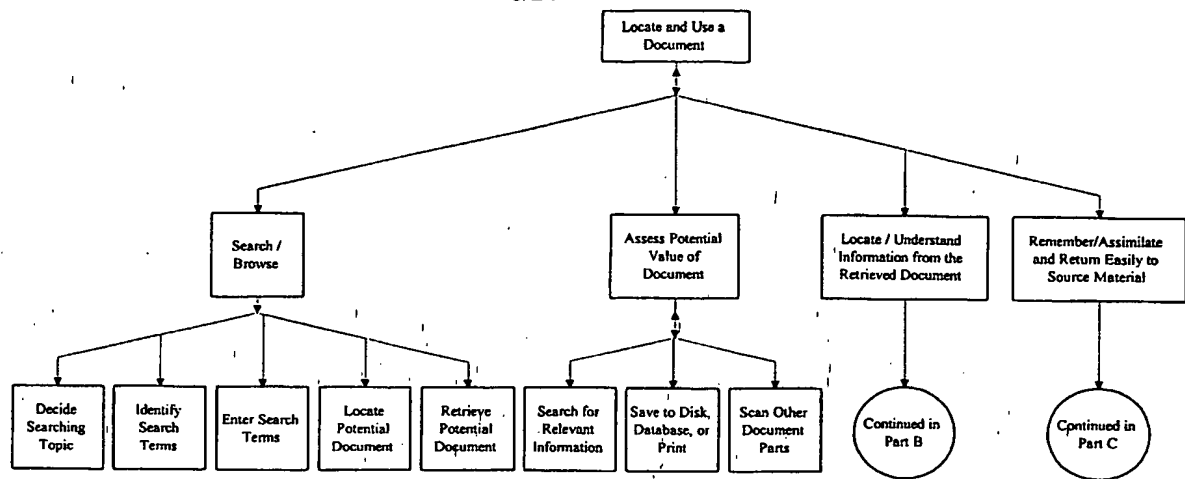 Locate and Use a
Document
Search /
Browse
Assess Potential
Value of
Document
Locate / Understand
Information from the
Retrieved Document
Remember/Assimilate
and Return Easily to
Source Material
Decide
Searching
Topic
Identify
Search
Terms
Enter Search
Terms
Locate
Potential
Document
Retrieve
Potential
Document
Search for
Relevant
Information
Save to Disk,
Database, or
Print
Scan Other
Document
Parts
Continued in
Part B
Continued in
Part C